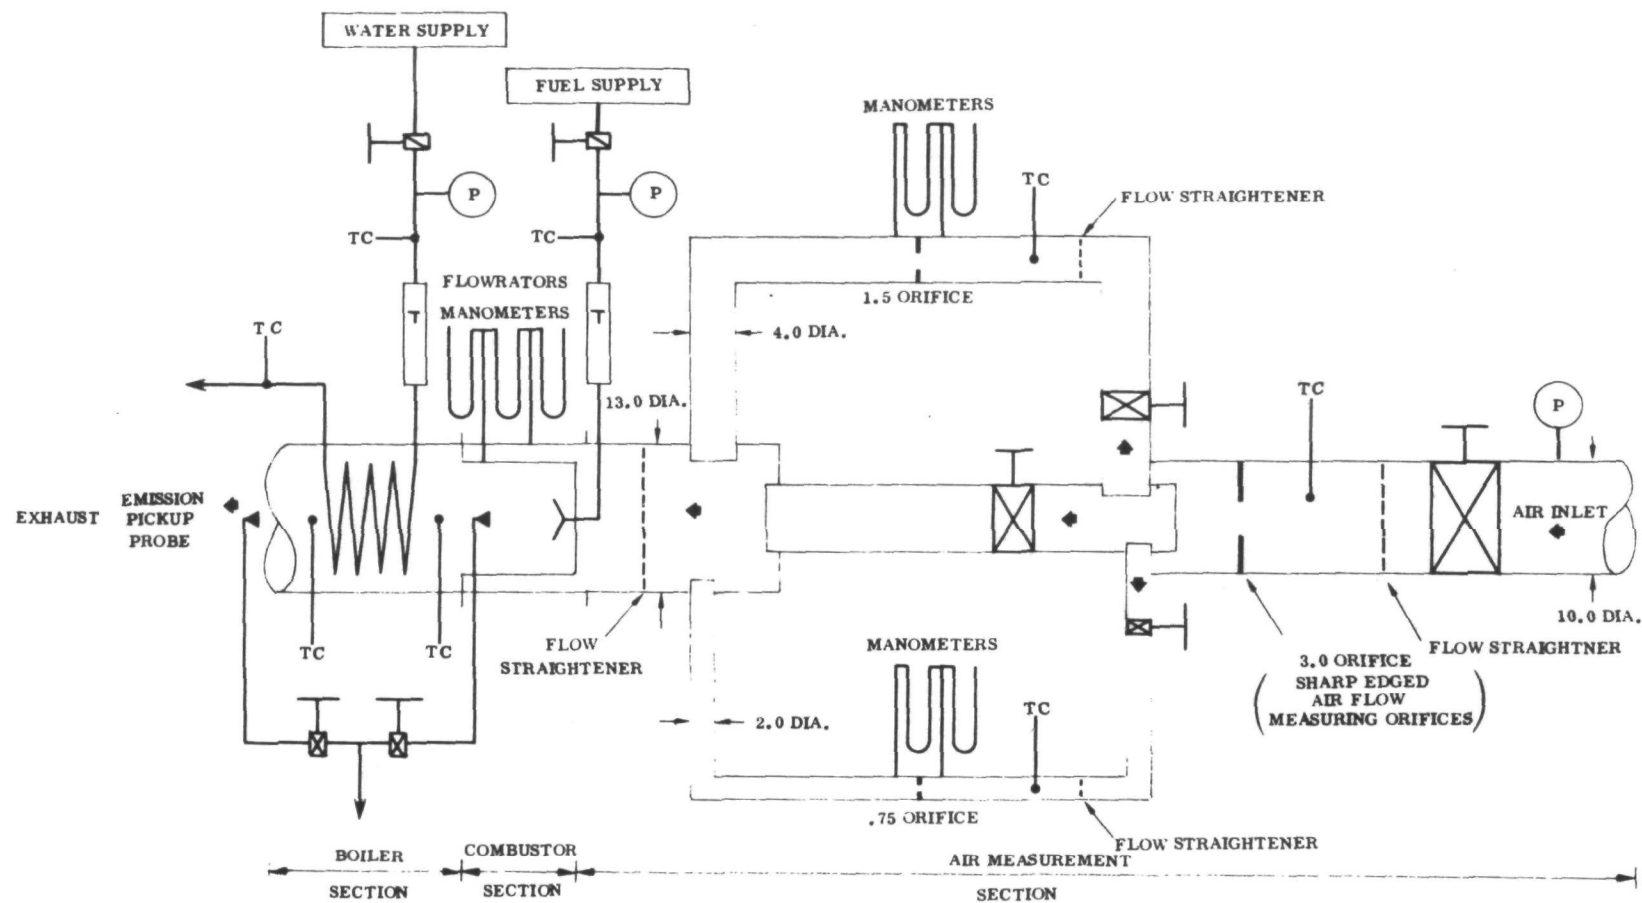 WATER SUPPLY
FUEL SUPPLY
MANOMETERS
P
P
TC
FLOW STRAIGHTENER
TC
TC
FLOWRATORS
T
T
MANOMETERS
1.5 ORIFICE
TC
4.0 DIA.
13.0 DIA.
TC
P
EXHAUST
EMISSION
PICKUP
PROBE
AIR INLET
TC
TC
FLOW
STRAIGHTENER
MANOMETERS
10.0 DIA.
FLOW STRAIGHTNER
3.0 ORIFICE
SHARP EDGED
AIR FLOW
MEASURING ORIFICES
TC
2.0 DIA.
.75 ORIFICE
FLOW STRAIGHTENER
BOILER
SECTION
COMBUSTOR
SECTION
AIR MEASUREMENT
SECTION